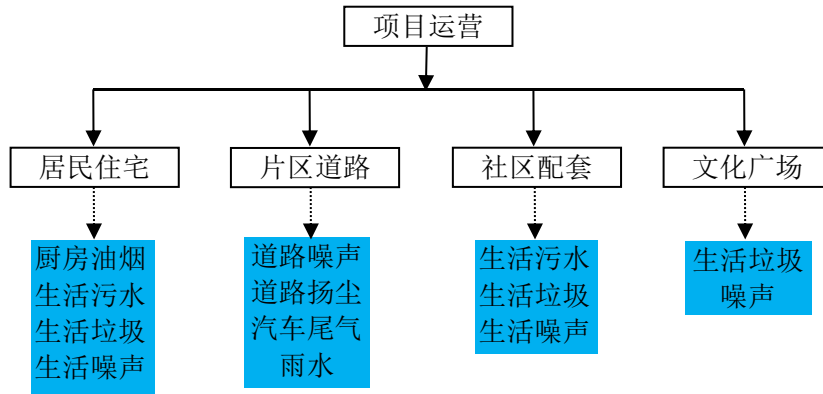 项目运营
居民住宅
片区道路
社区配套
文化广场
厨房油烟
生活污水
生活垃圾
生活噪声
道路噪声
道路扬尘
汽车尾气
雨水
生活污水
生活垃圾
生活噪声
生活垃圾
噪声